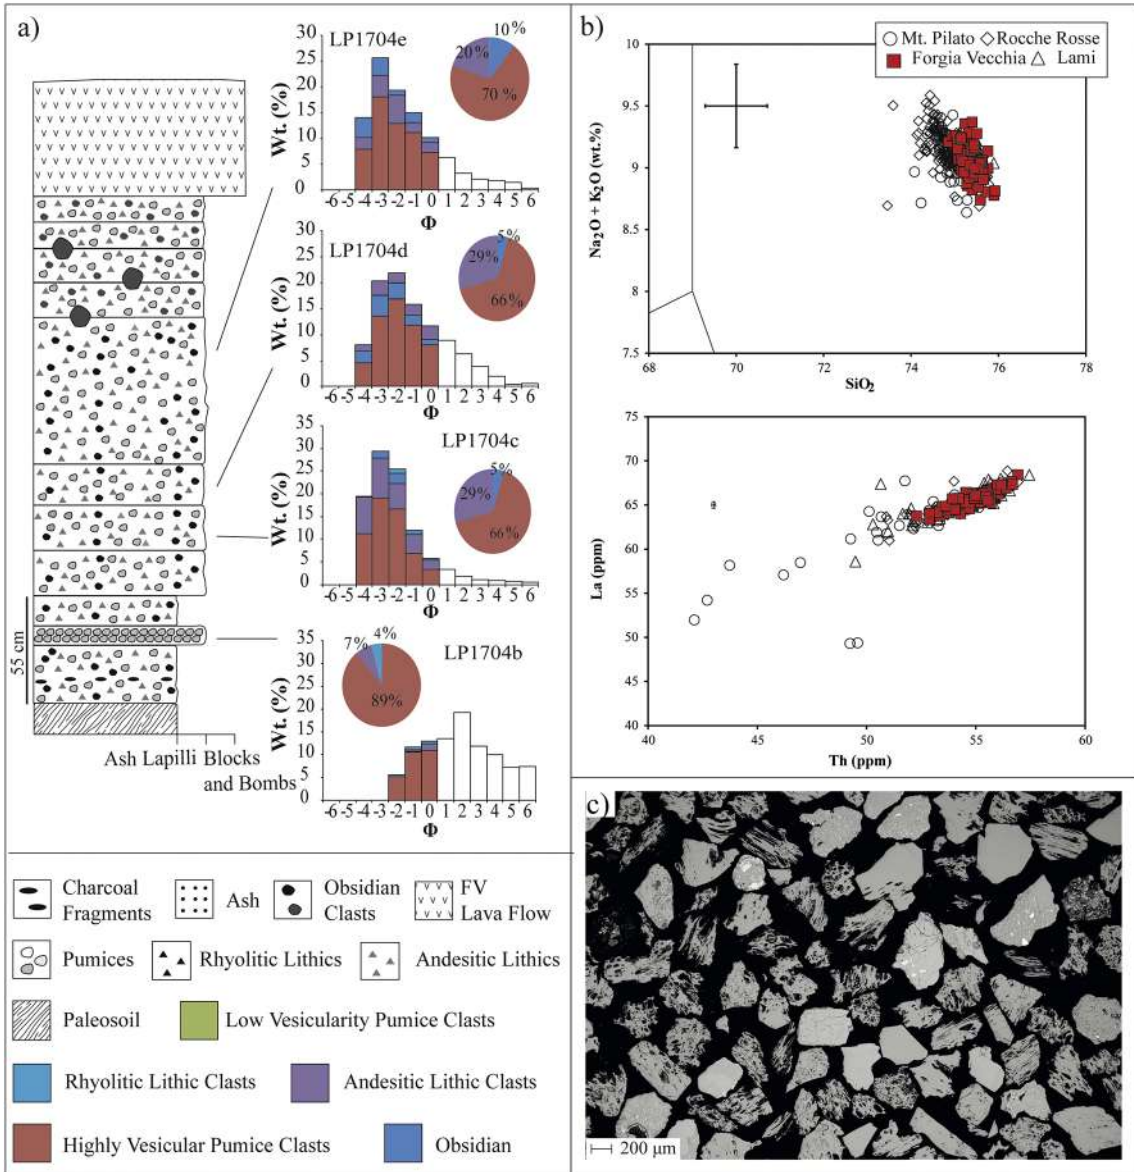 a)
LP1704e
10%
20%
70 %
Wt. (%)
30
25
20
15
10
5
0
-6 -5 -4 -3 -2 -1 0 1 2 3 4 5 6
Φ
LP1704d
5%
29%
66%
Wt. (%)
30
25
20
15
10
5
0
-6 -5 -4 -3 -2 -1 0 1 2 3 4 5 6
Φ
LP1704c
5%
29%
66%
Wt. (%)
35
30
25
20
15
10
5
0
-6 -5 -4 -3 -2 -1 0 1 2 3 4 5 6
Φ
LP1704b
7%
4%
89%
Wt. (%)
35
30
25
20
15
10
5
0
-6 -5 -4 -3 -2 -1 0 1 2 3 4 5 6
Φ
55 cm
Ash Lapilli Blocks
and Bombs
Charcoal
Fragments
Ash
Obsidian
Clasts
FV
Lava Flow
Pumices
Rhyolitic Lithics
Andesitic Lithics
Paleosoil
Low Vesicularity Pumice Clasts
Rhyolitic Lithic Clasts
Andesitic Lithic Clasts
Highly Vesicular Pumice Clasts
Obsidian
b)
Mt. Pilato Rocche Rosse
Forgia Vecchia Lami
Na2O + K2O (wt.%)
10
9.5
9
8.5
8
7.5
68 70 72 74 76 78
SiO2
La (ppm)
75
70
65
60
55
50
45
40
40 45 50 55 60
Th (ppm)
c)
200 µm